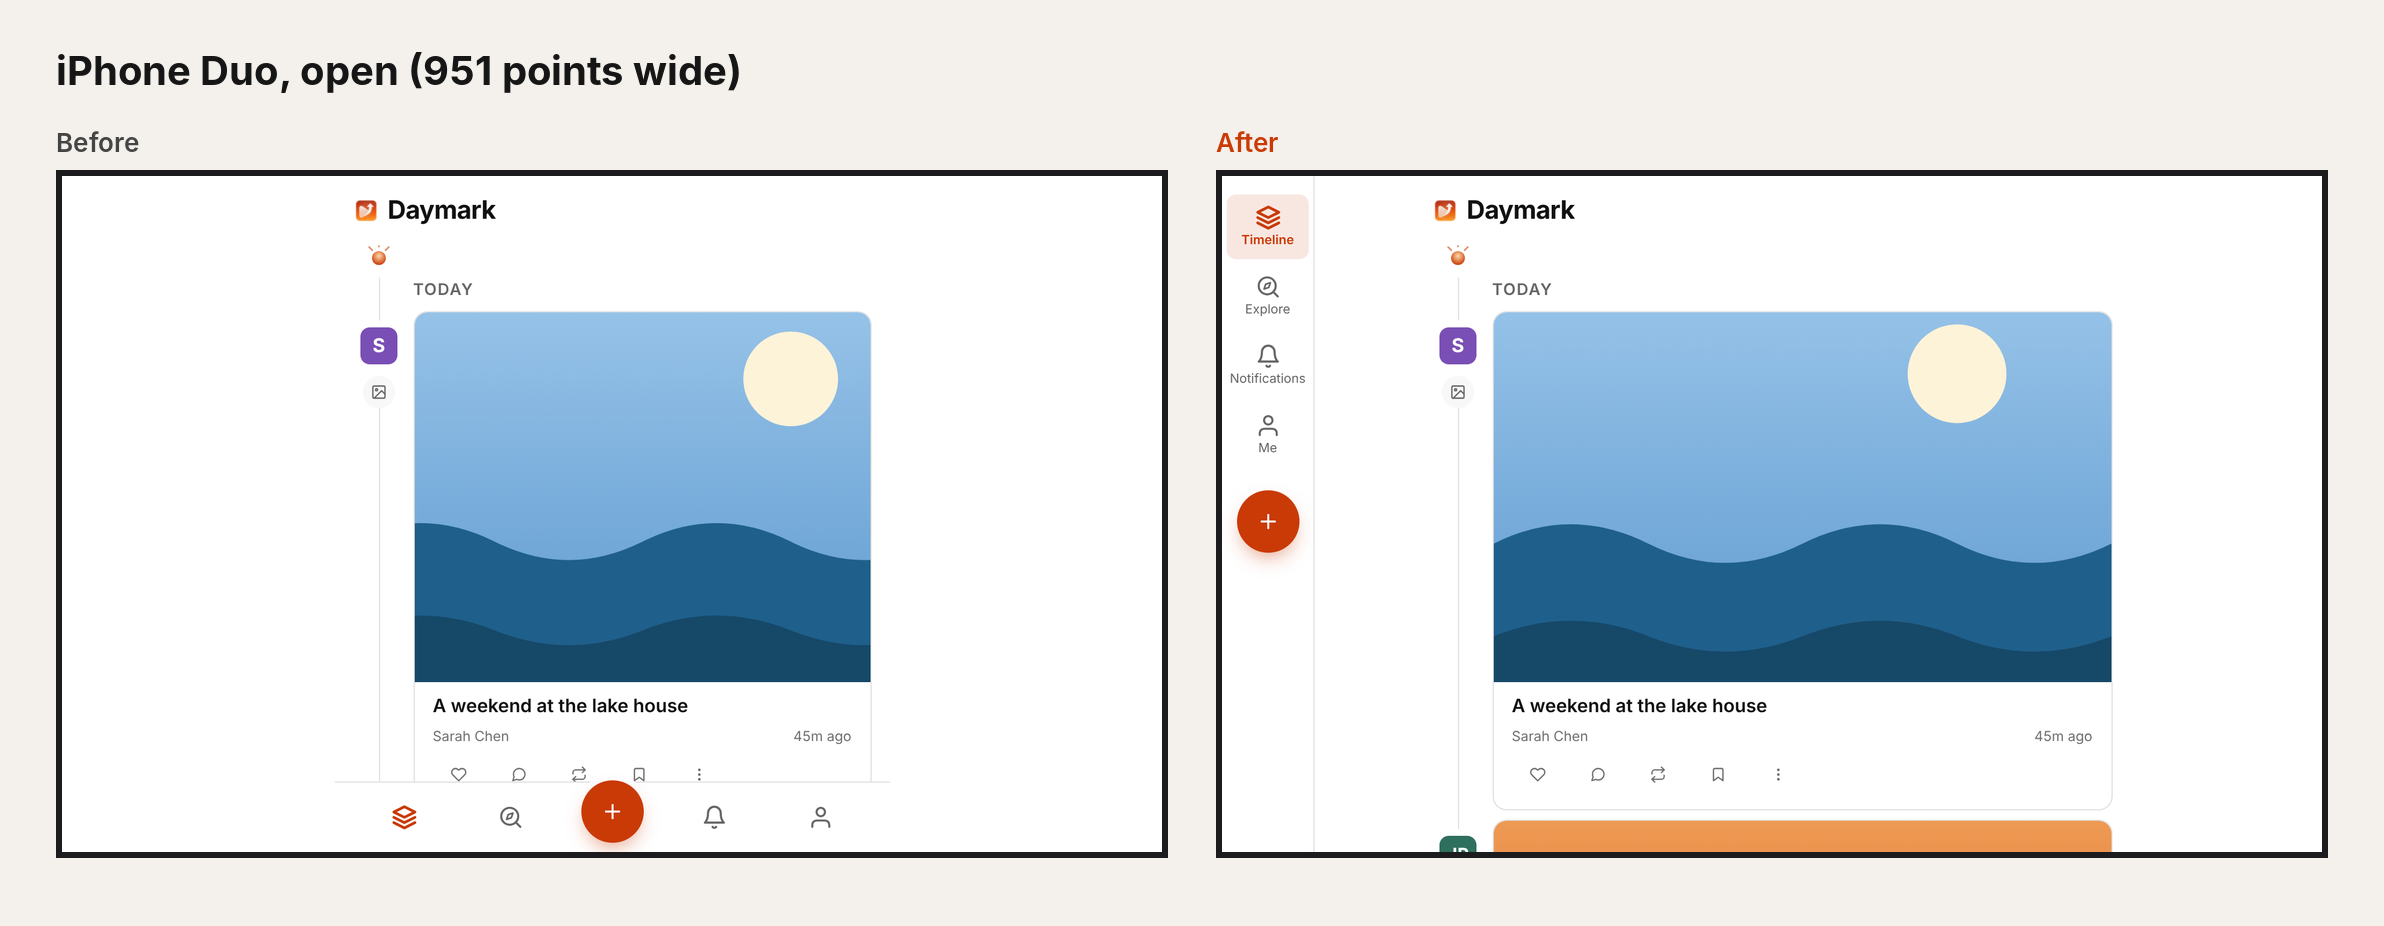 iPhone Duo, open (951 points wide)
Before
Daymark
TODAY
S
A weekend at the lake house
Sarah Chen 45m ago
After
Timeline
Explore
Notifications
Me
Daymark
TODAY
S
A weekend at the lake house
Sarah Chen 45m ago